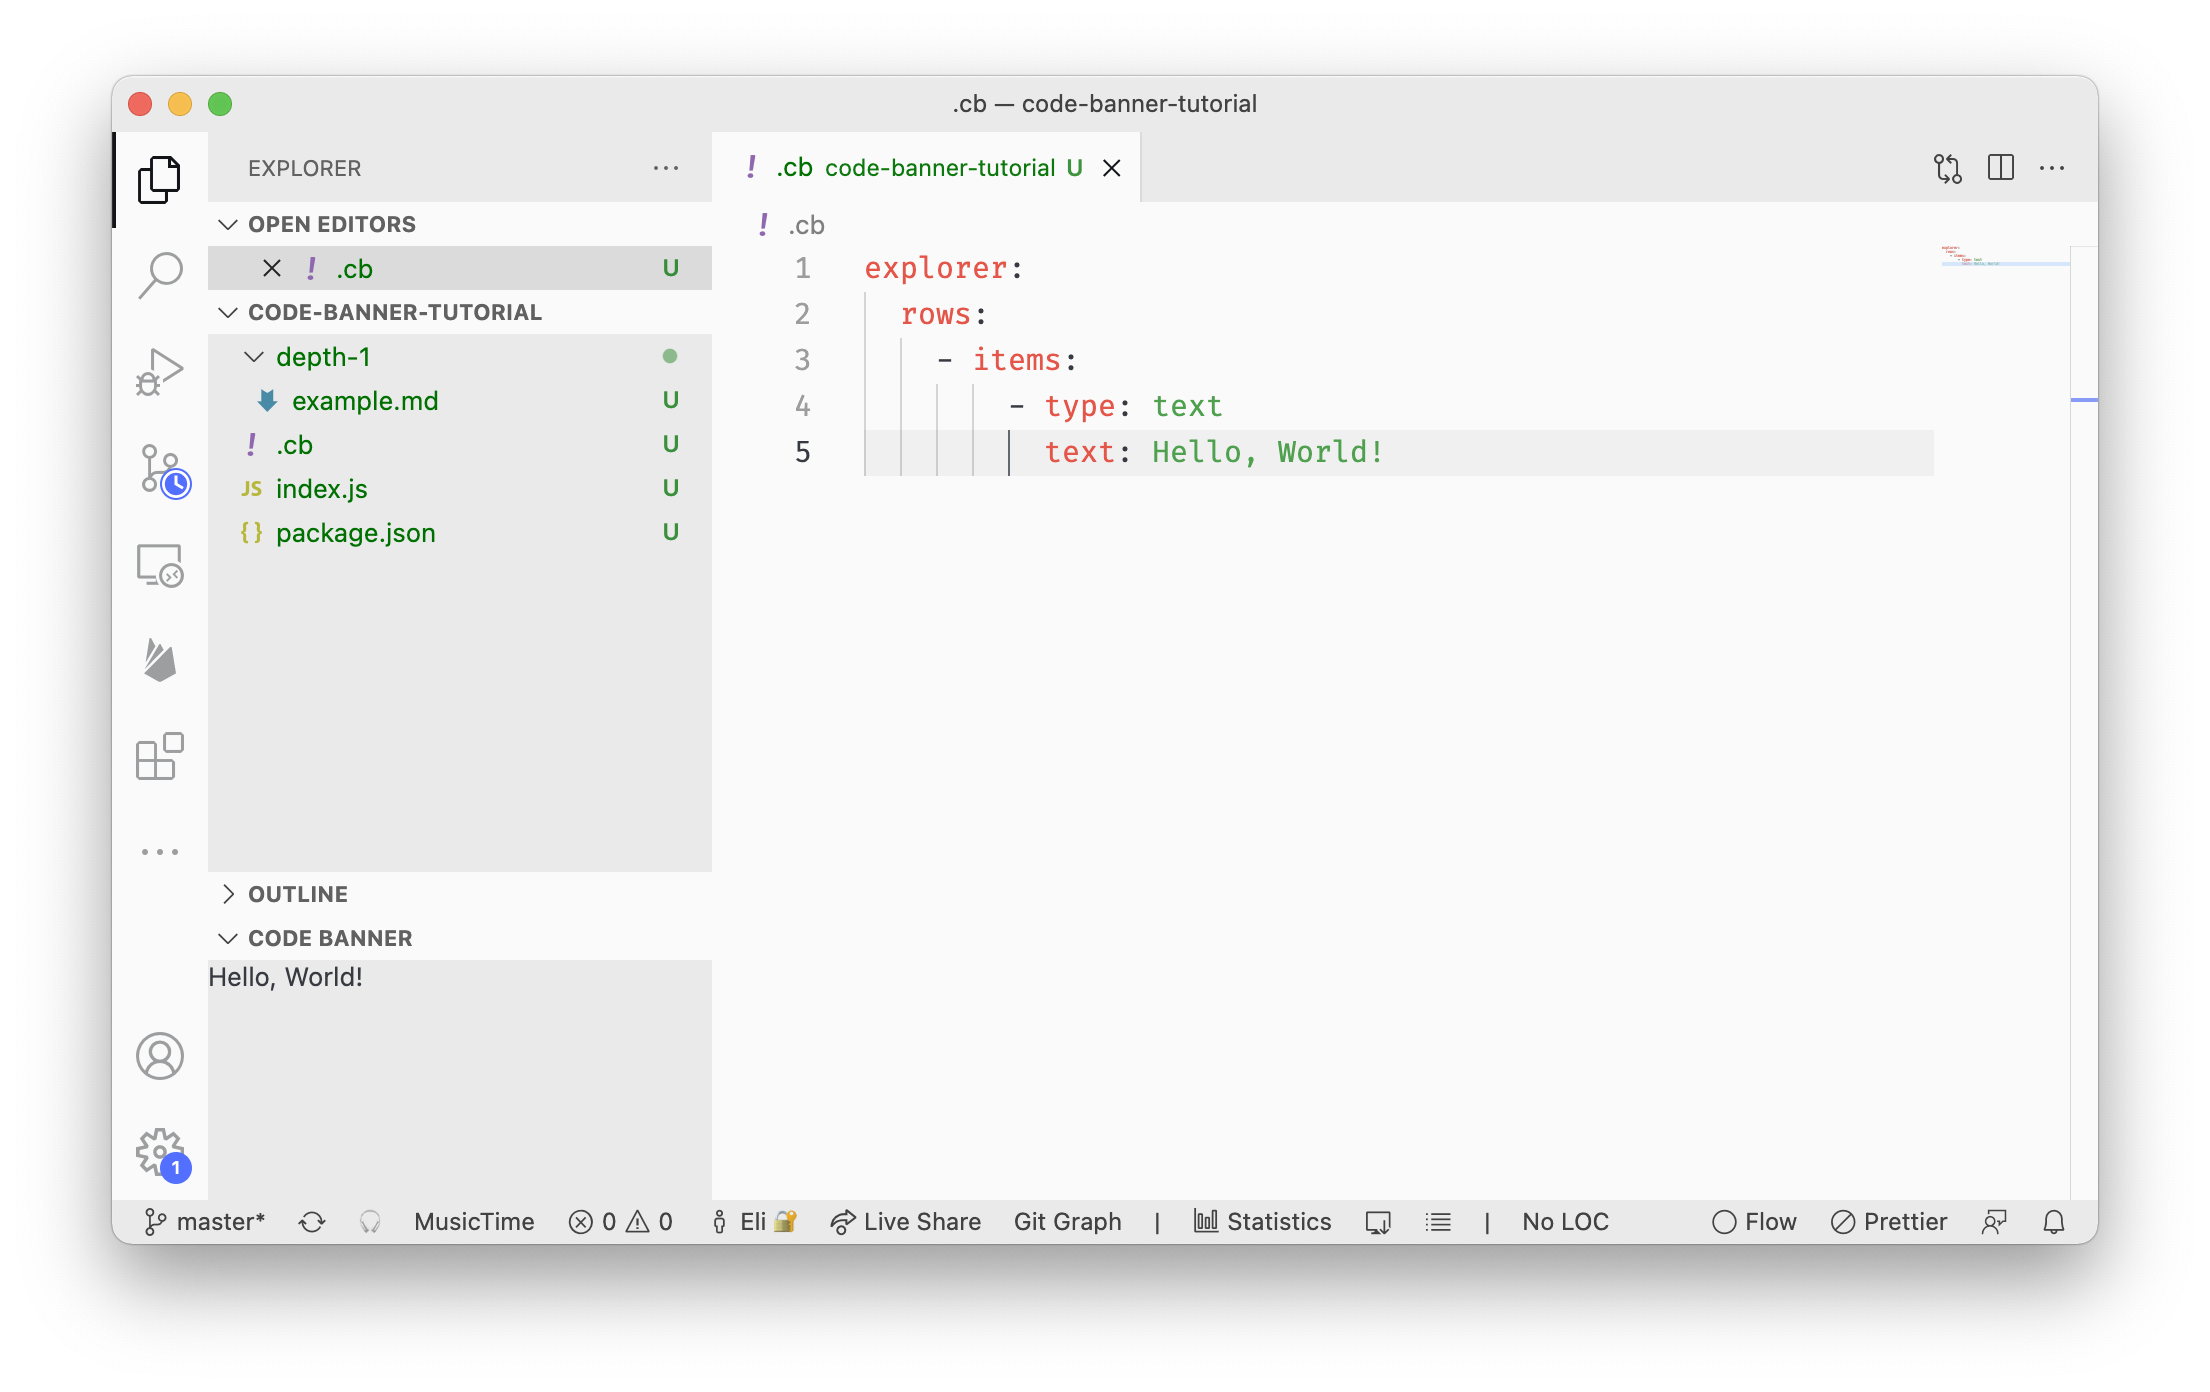 .cb — code-banner-tutorial
EXPLORER
OPEN EDITORS
! .cb U
CODE-BANNER-TUTORIAL
depth-1
example.md U
! .cb U
JS index.js U
{} package.json U
OUTLINE
CODE BANNER
Hello, World!
1
! .cb code-banner-tutorial U
! .cb
1 explorer:
2 rows:
3 - items:
4 - type: text
5 text: Hello, World!
master* MusicTime 0 0 Eli Live Share Git Graph | Statistics | No LOC Flow Prettier